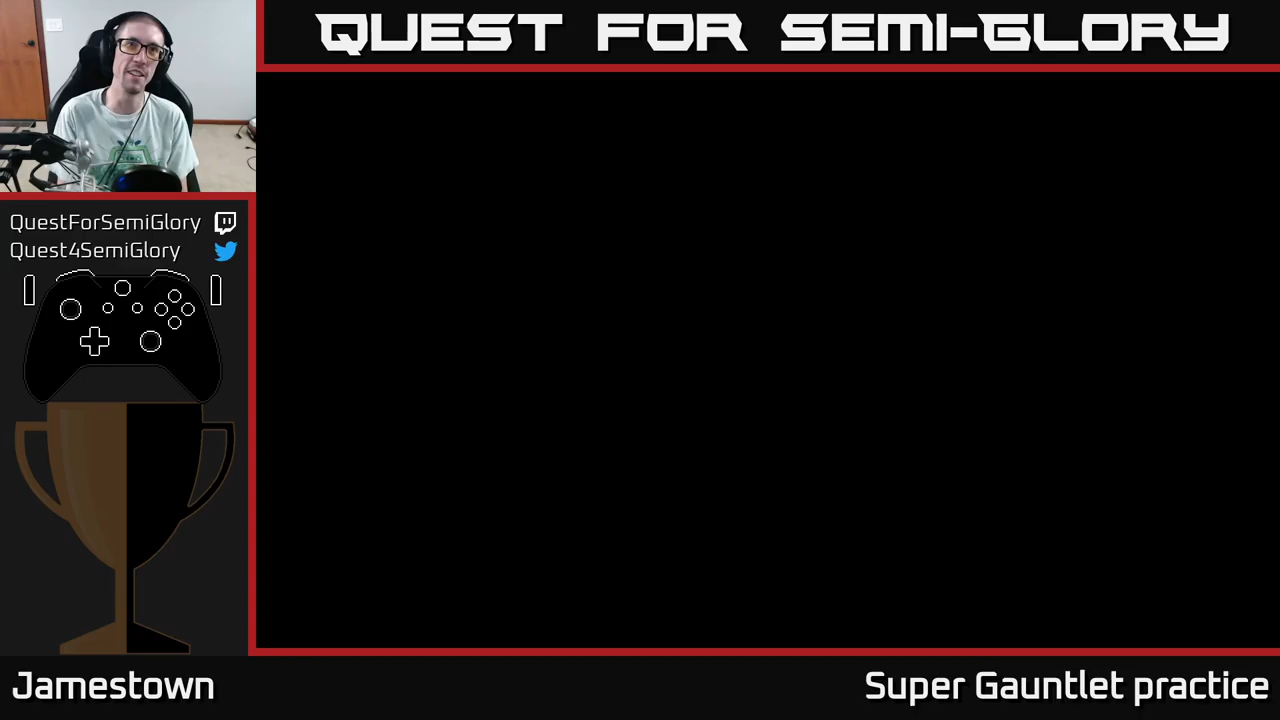 QUEST FOR SEMI-GLORY
QuestForSemiGlory
Quest4SemiGlory
Jamestown
Super Gauntlet practice